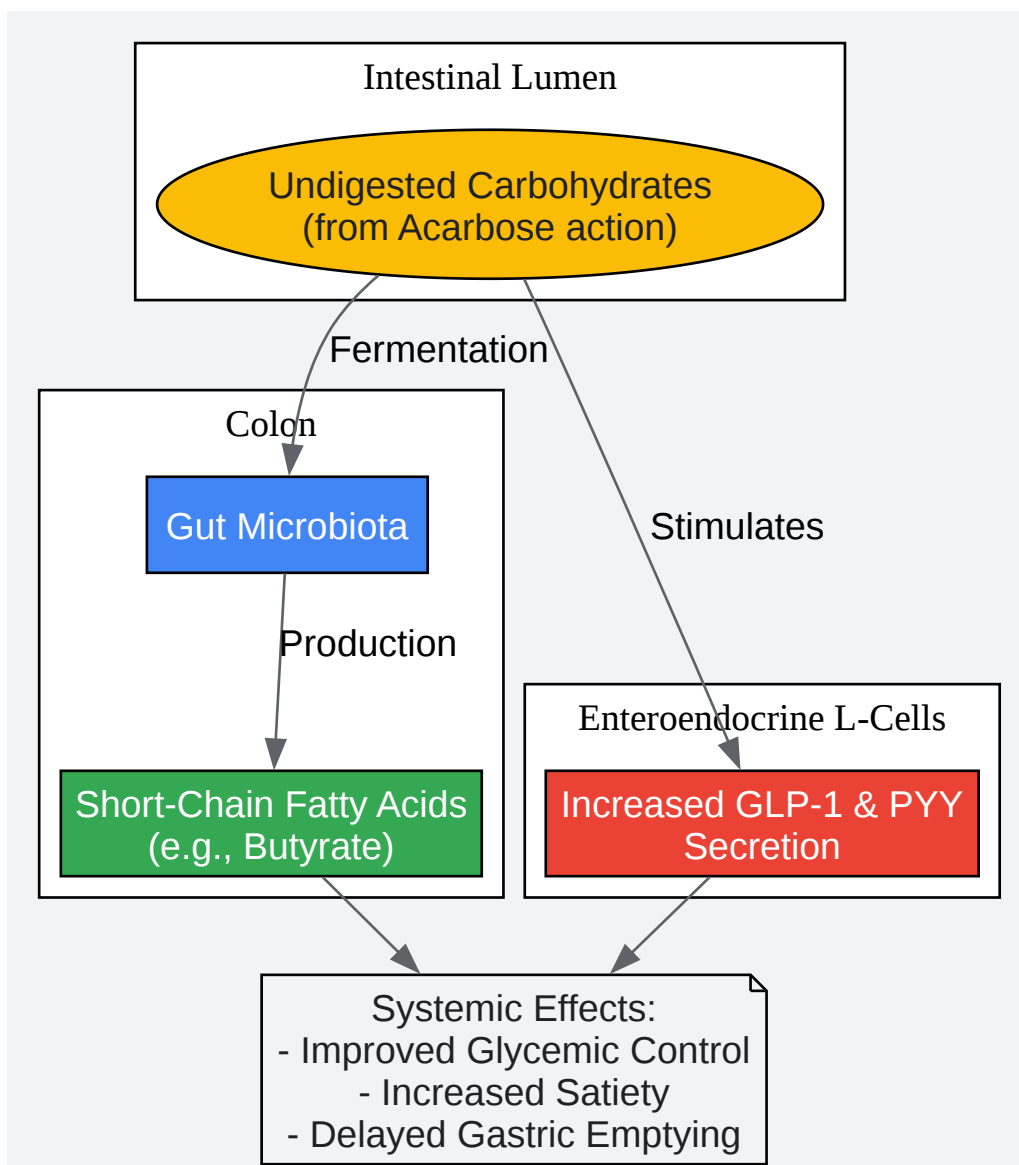 Intestinal Lumen
Undigested Carbohydrates
(from Acarbose action)
Fermentation
Colon
Gut Microbiota
Stimulates
Production
Enteroendocrine L-Cells
Short-Chain Fatty Acids
(e.g., Butyrate)
Increased GLP-1 & PYY
Secretion
Systemic Effects:
- Improved Glycemic Control
- Increased Satiety
- Delayed Gastric Emptying